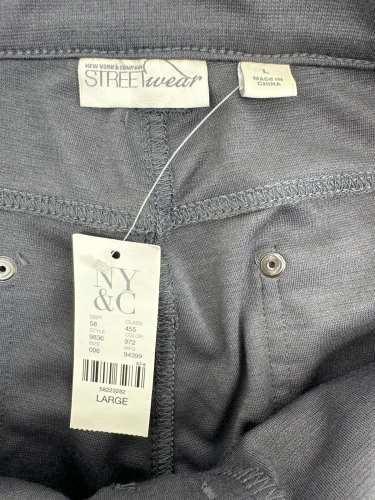 NEW YORK & COMPANY
STREETwear
L
MADE IN
CHINA
NY
&C
DEPT CLASS
58 455
STYLE COLOR
9836 972
SIZE MFG
008 94399
58223282
LARGE